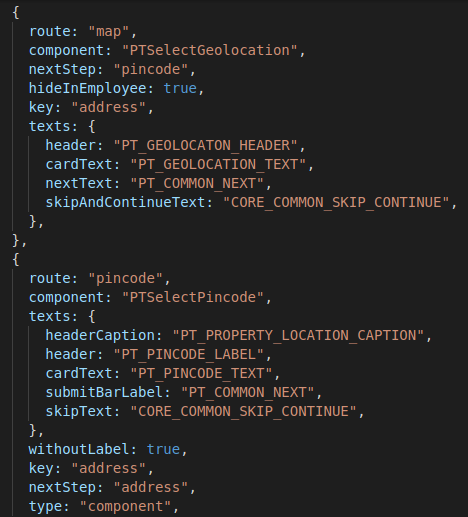 {
route: "map",
component: "PTSelectGeolocation",
nextStep: "pincode",
hideInEmployee: true,
key: "address",
texts: {
header: "PT_GEOLOCATON_HEADER",
cardText: "PT_GEOLOCATION_TEXT",
nextText: "PT_COMMON_NEXT",
skipAndContinueText: "CORE_COMMON_SKIP_CONTINUE",
},
},
{
route: "pincode",
component: "PTSelectPincode",
texts: {
headerCaption: "PT_PROPERTY_LOCATION_CAPTION",
header: "PT_PINCODE_LABEL",
cardText: "PT_PINCODE_TEXT",
submitBarLabel: "PT_COMMON_NEXT",
skipText: "CORE_COMMON_SKIP_CONTINUE",
},
withoutLabel: true,
key: "address",
nextStep: "address",
type: "component",